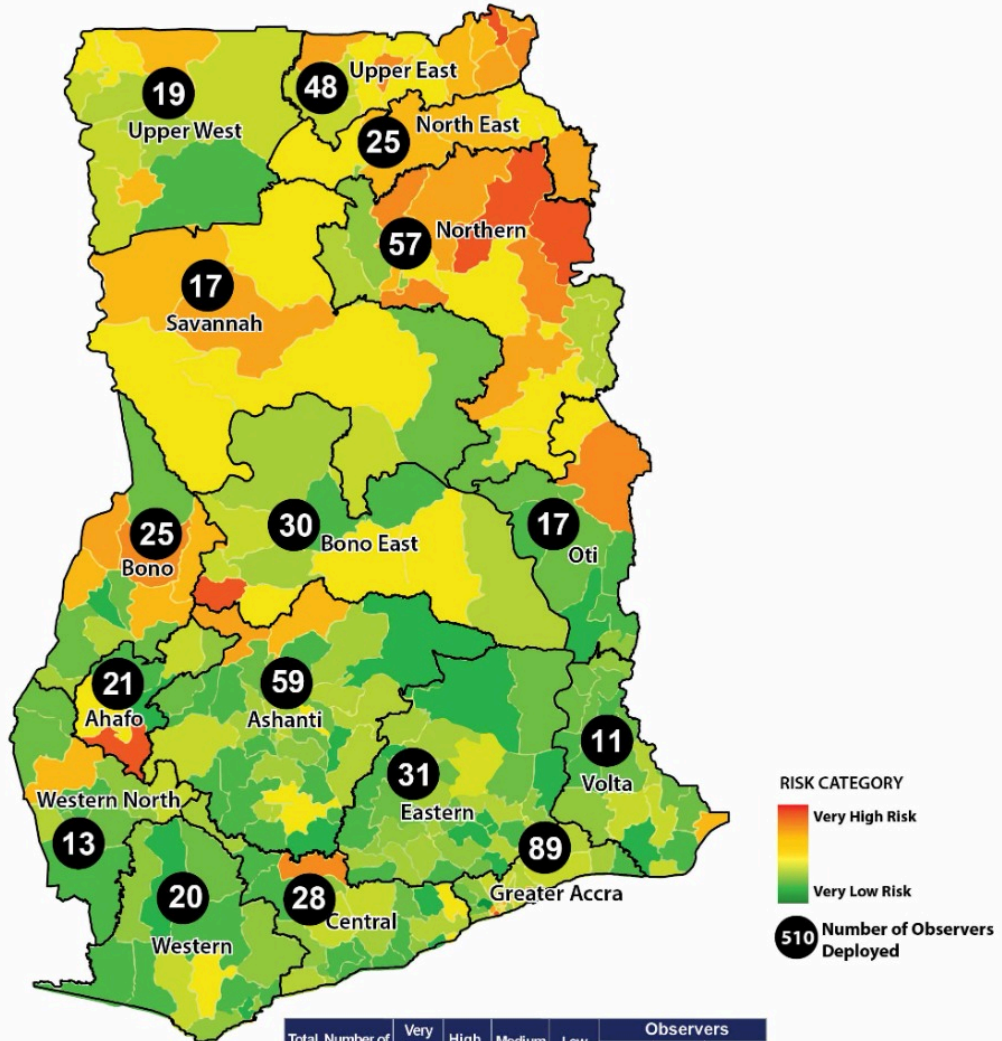 19
Upper West
48
Upper East
25
North East
57
Northern
17
Savannah
25
Bono
30
Bono East
17
Oti
21
Ahafo
59
Ashanti
11
Volta
31
Eastern
Western North
13
89
Greater Accra
20
Western
28
Central
RISK CATEGORY
Very High Risk
Very Low Risk
510 Number of Observers
Deployed
Total Number of
Very
High
Medium
Low
Observers